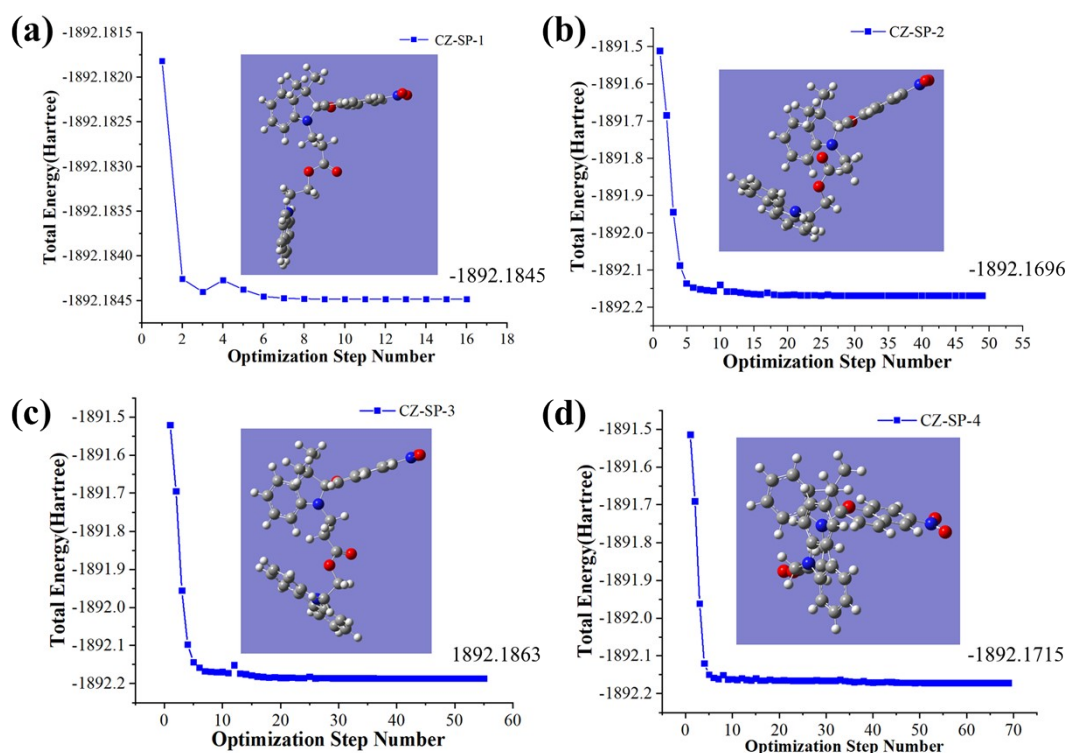 (a)
Total Energy(Hartree)
-1892.1815
-1892.1820
-1892.1825
-1892.1830
-1892.1835
-1892.1840
-1892.1845
CZ-SP-1
-1892.1845
0 2 4 6 8 10 12 14 16 18
Optimization Step Number
(b)
Total Energy(Hartree)
-1891.5
-1891.6
-1891.7
-1891.8
-1891.9
-1892.0
-1892.1
-1892.2
CZ-SP-2
-1892.1696
0 5 10 15 20 25 30 35 40 45 50 55
Optimization Step Number
(c)
Total Energy(Hartree)
-1891.5
-1891.6
-1891.7
-1891.8
-1891.9
-1892.0
-1892.1
-1892.2
CZ-SP-3
1892.1863
0 10 20 30 40 50 60
Optimization Step Number
(d)
Total Energy(Hartree)
-1891.5
-1891.6
-1891.7
-1891.8
-1891.9
-1892.0
-1892.1
-1892.2
CZ-SP-4
-1892.1715
0 10 20 30 40 50 60 70
Optimization Step Number